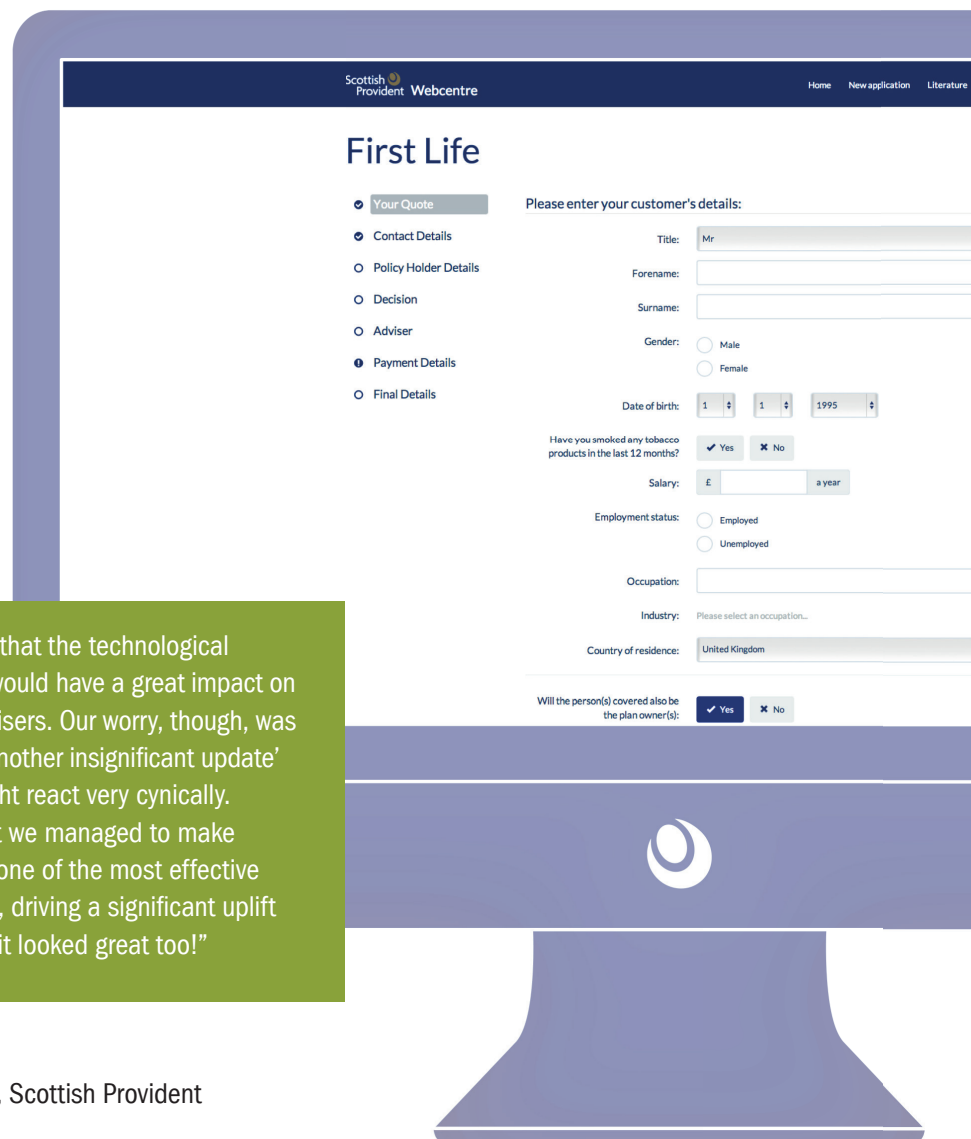 Scottish
Provident Webcentre
Home New application Literature
First Life
Your Quote
Contact Details
Policy Holder Details
Decision
Adviser
Payment Details
Final Details
Please enter your customer's details:
Title: Mr
Forename:
Surname:
Gender: Male
Female
Date of birth: 1 1 1995
Have you smoked any tobacco
products in the last 12 months? Yes No
Salary: £ a year
Employment status: Employed
Unemployed
Occupation:
Industry: Please select an occupation...
Country of residence: United Kingdom
Will the person(s) covered also be
the plan owner(s): Yes No
that the technological
would have a great impact on
isers. Our worry, though, was
nother insignificant update’
ht react very cynically.
t we managed to make
one of the most effective
, driving a significant uplift
it looked great too!”
, Scottish Provident